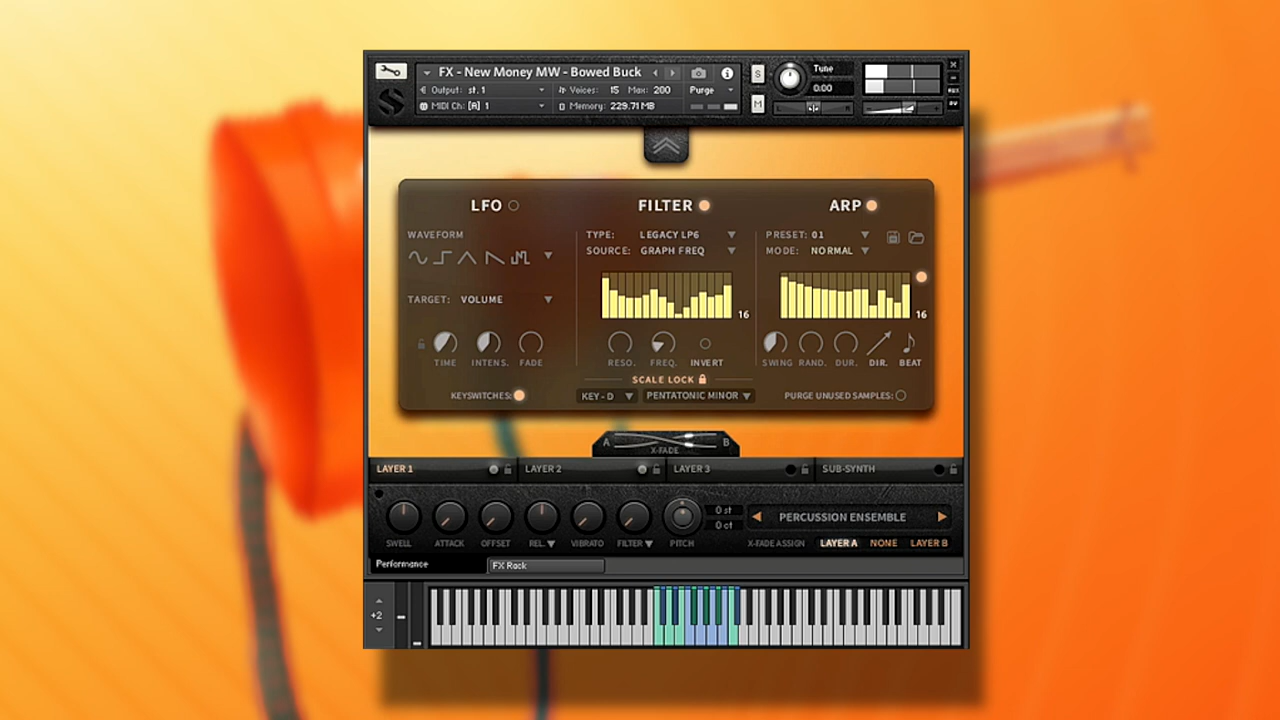 FX - New Money MW - Bowed Buck
Output: st. 1 Voices: 15 Max: 200 Purge
MIDI Ch: [A] 1 Memory: 229.71 MB
S
M
Tune
0.00
L R
AUX
PV
LFO
WAVEFORM
TARGET: VOLUME
TIME INTENS. FADE
KEYSWITCHES:
FILTER
TYPE: LEGACY LP6
SOURCE: GRAPH FREQ
16
RESO. FREQ. INVERT
SCALE LOCK
KEY - D PENTATONIC MINOR
ARP
PRESET: 01
MODE: NORMAL
16
SWING RAND. DUR. DIR. BEAT
PURGE UNUSED SAMPLES:
A B
X-FADE
LAYER 1 LAYER 2 LAYER 3 SUB-SYNTH
0 st
0 ct
PERCUSSION ENSEMBLE
SWELL ATTACK OFFSET REL. VIBRATO FILTER PITCH
X-FADE ASSIGN LAYER A NONE LAYER B
Performance FX Rack
+2